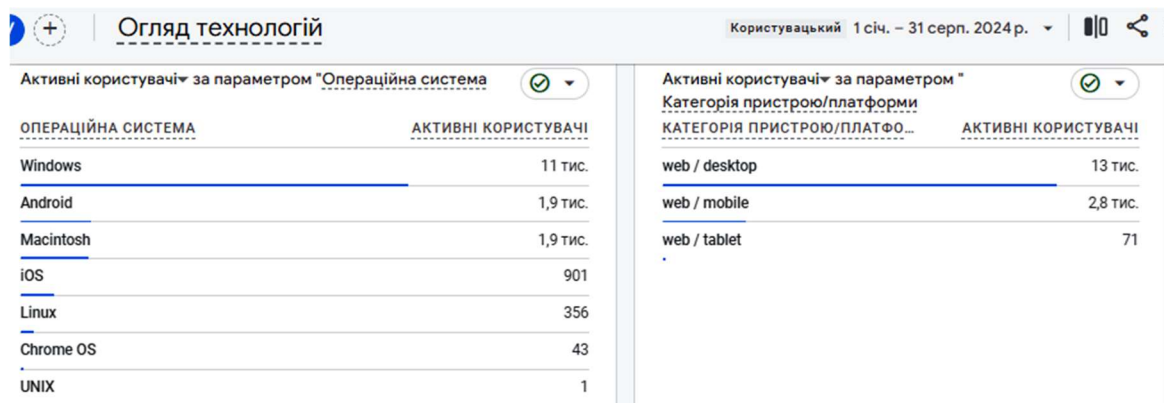 Огляд технологій
Користувацький 1 січ. – 31 серп. 2024 р.
Активні користувачі за параметром "Операційна система
ОПЕРАЦІЙНА СИСТЕМА АКТИВНІ КОРИСТУВАЧІ
Windows 11 тис.
Android 1,9 тис.
Macintosh 1,9 тис.
iOS 901
Linux 356
Chrome OS 43
UNIX 1
Активні користувачі за параметром "
Категорія пристрою/платформи
КАТЕГОРІЯ ПРИСТРОЮ/ПЛАТФО... АКТИВНІ КОРИСТУВАЧІ
web / desktop 13 тис.
web / mobile 2,8 тис.
web / tablet 71